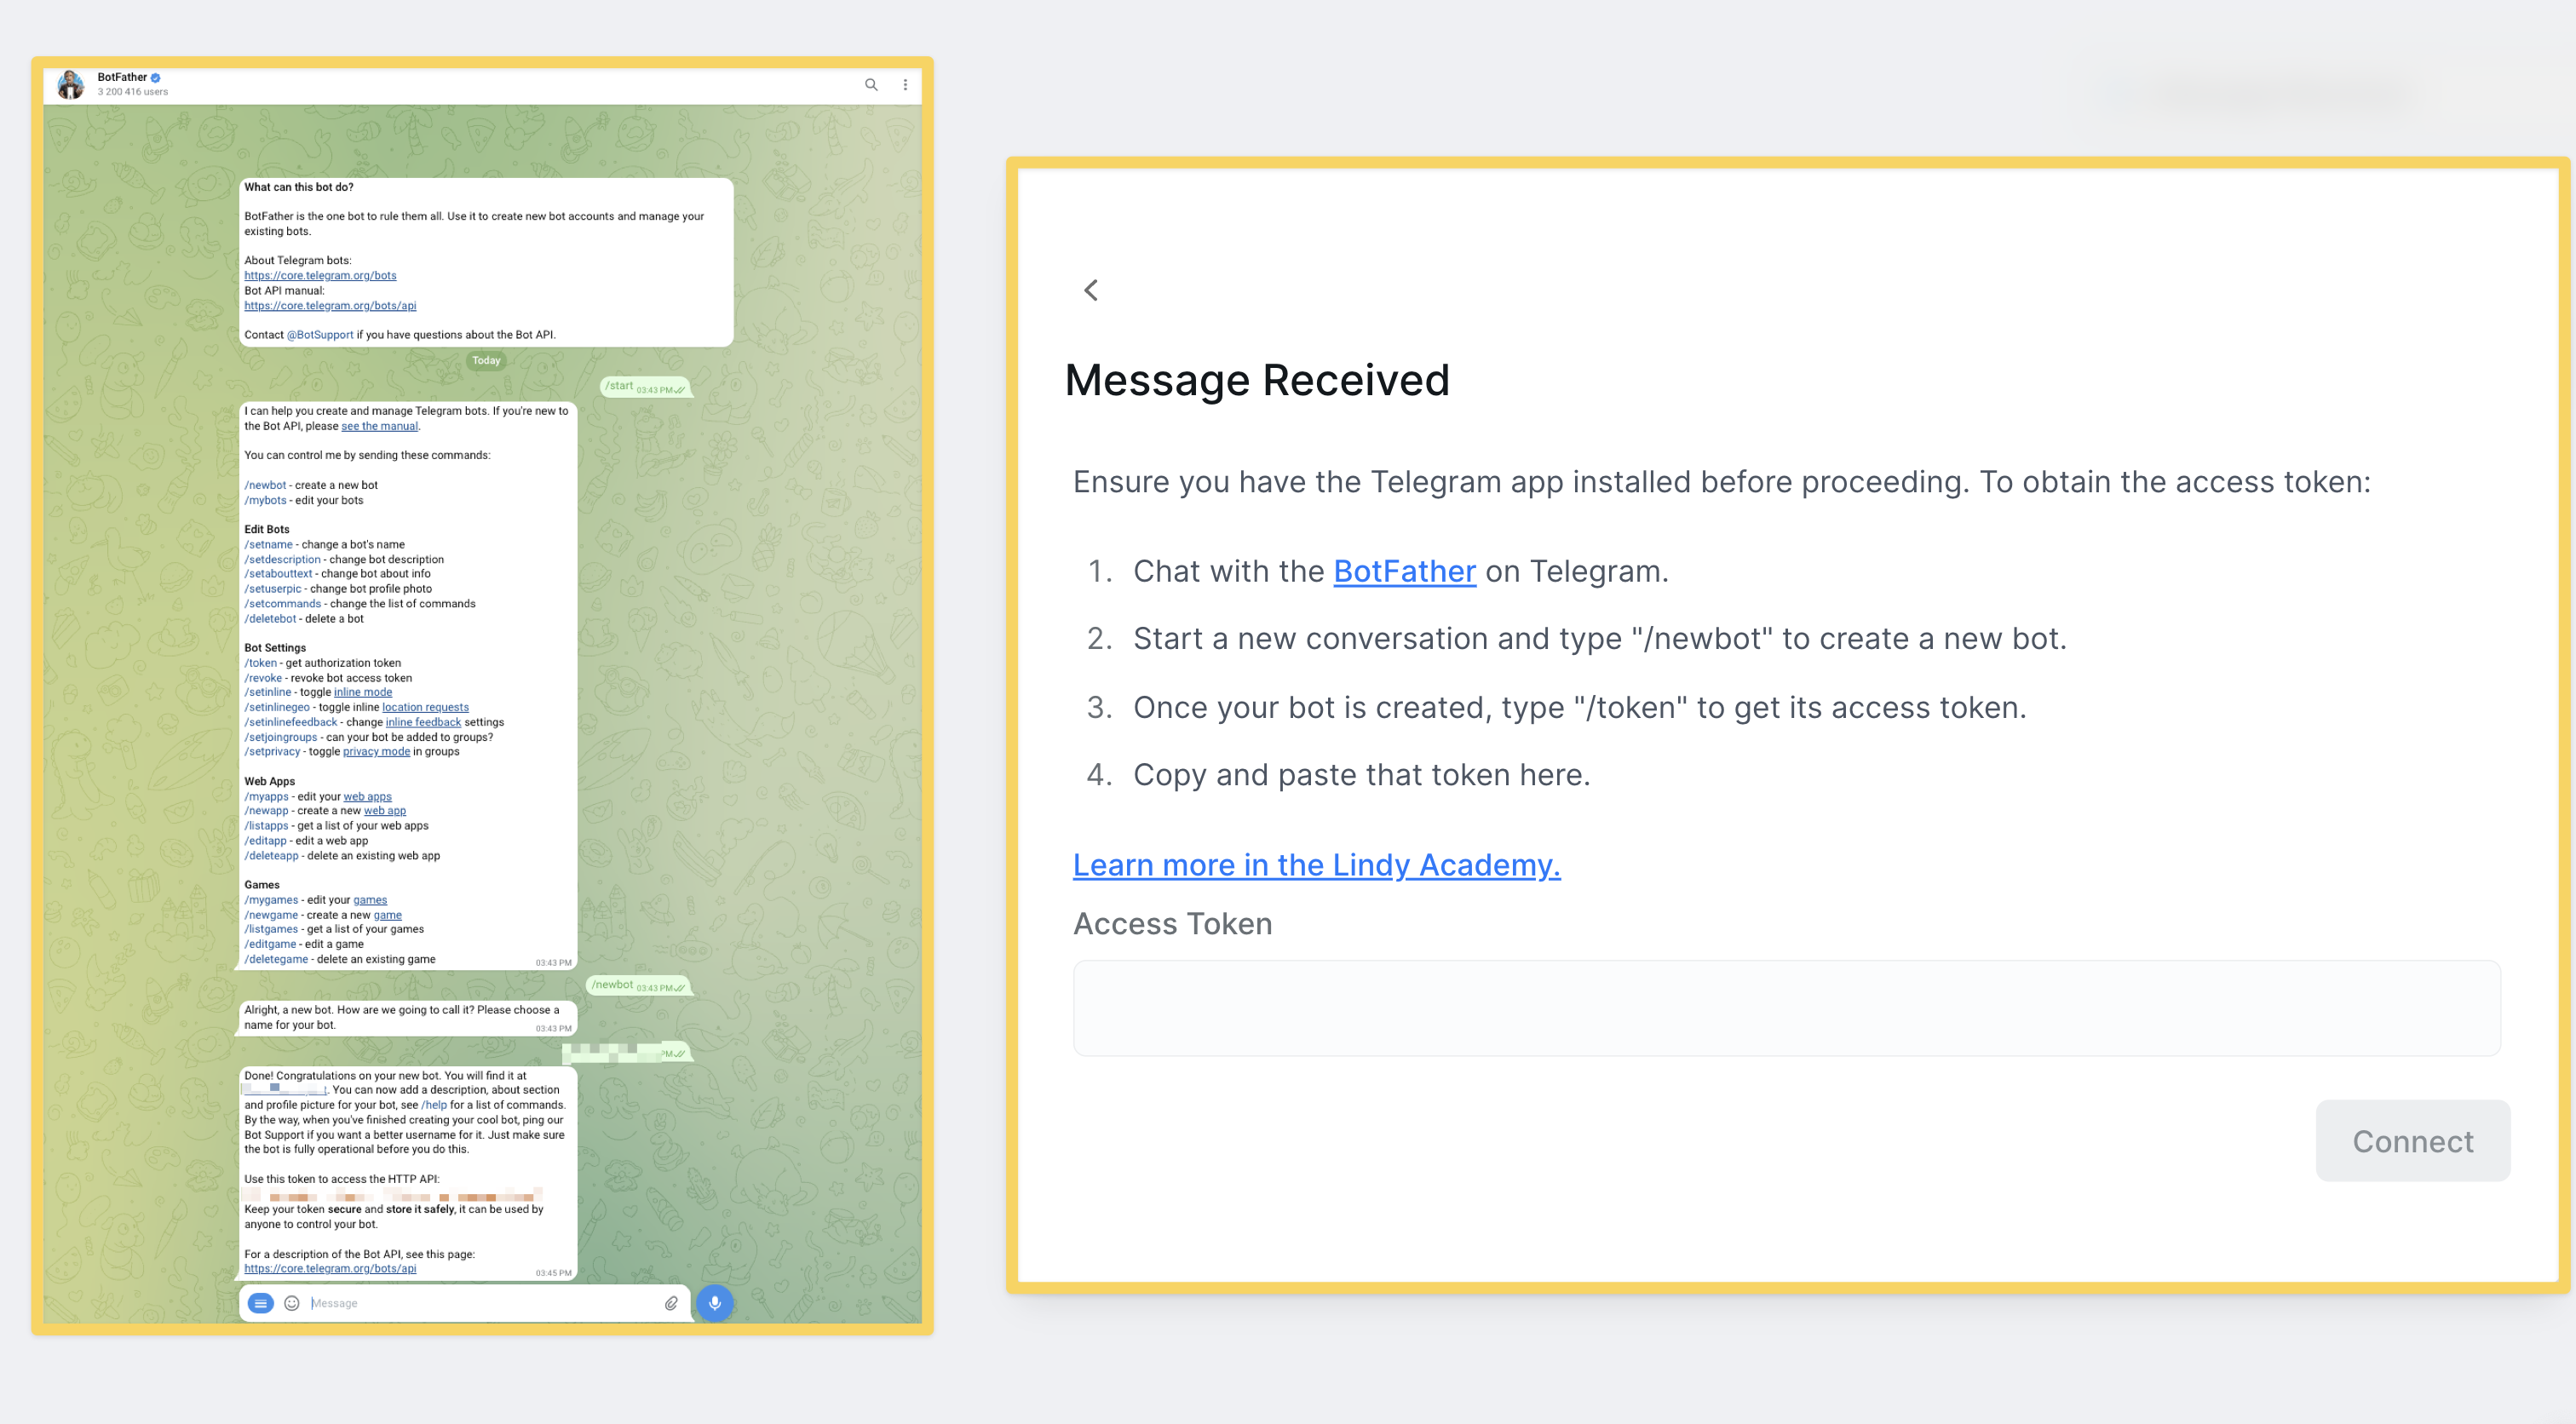 BotFather
3 200 416 users
What can this bot do?
BotFather is the one bot to rule them all. Use it to create new bot accounts and manage your
existing bots.
About Telegram bots:
https://core.telegram.org/bots
Bot API manual:
https://core.telegram.org/bots/api
Contact @BotSupport if you have questions about the Bot API.
Today
/start 03:43 PM
I can help you create and manage Telegram bots. If you're new to
the Bot API, please see the manual.
You can control me by sending these commands:
/newbot - create a new bot
/mybots - edit your bots
Edit Bots
/setname - change a bot's name
/setdescription - change bot description
/setabouttext - change bot about info
/setuserpic - change bot profile photo
/setcommands - change the list of commands
/deletebot - delete a bot
Bot Settings
/token - get authorization token
/revoke - revoke bot access token
/setinline - toggle inline mode
/setinlinegeo - toggle inline location requests
/setinlinefeedback - change inline feedback settings
/setjoingroups - can your bot be added to groups?
/setprivacy - toggle privacy mode in groups
Web Apps
/myapps - edit your web apps
/newapp - create a new web app
/listapps - get a list of your web apps
/editapp - edit a web app
/deleteapp - delete an existing web app
Games
/mygames - edit your games
/newgame - create a new game
/listgames - get a list of your games
/editgame - edit a game
/deletegame - delete an existing game
03:43 PM
/newbot 03:43 PM
Alright, a new bot. How are we going to call it? Please choose a
name for your bot.
03:43 PM
PM
Done! Congratulations on your new bot. You will find it at
. You can now add a description, about section
and profile picture for your bot, see /help for a list of commands.
By the way, when you've finished creating your cool bot, ping our
Bot Support if you want a better username for it. Just make sure
the bot is fully operational before you do this.
Use this token to access the HTTP API:
Keep your token secure and store it safely, it can be used by
anyone to control your bot.
For a description of the Bot API, see this page:
https://core.telegram.org/bots/api
03:45 PM
Message
Message Received
Ensure you have the Telegram app installed before proceeding. To obtain the access token:
1. Chat with the BotFather on Telegram.
2. Start a new conversation and type "/newbot" to create a new bot.
3. Once your bot is created, type "/token" to get its access token.
4. Copy and paste that token here.
Learn more in the Lindy Academy.
Access Token
Connect